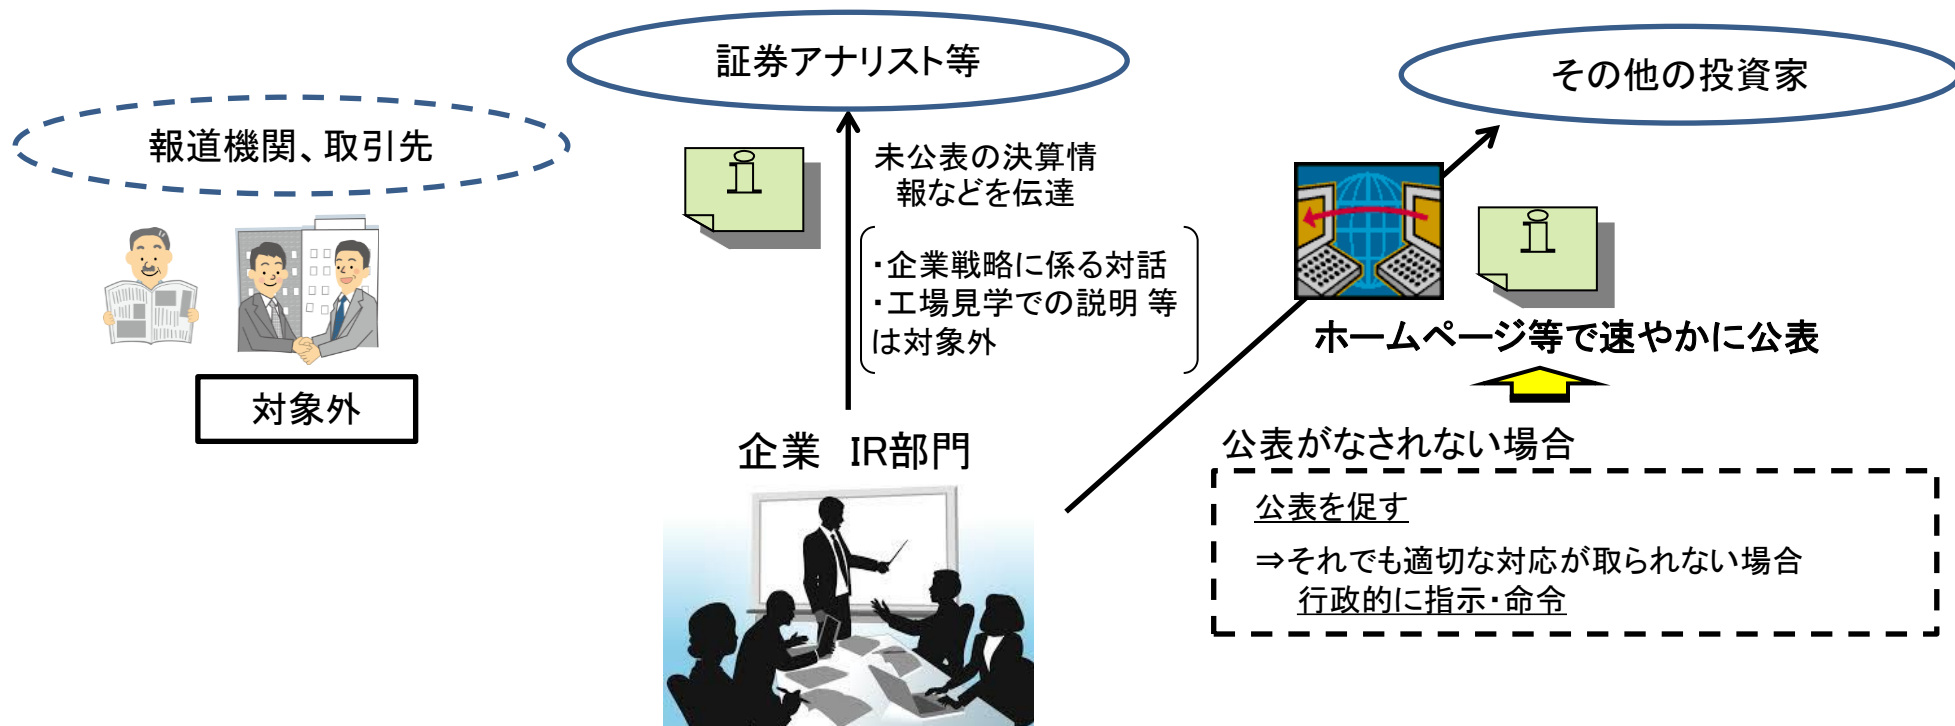 証券アナリスト等
その他の投資家
報道機関、取引先
対象外
i
未公表の決算情
報などを伝達
・企業戦略に係る対話
・工場見学での説明 等
は対象外
企業 IR部門
i
ホームページ等で速やかに公表
公表がなされない場合
公表を促す
⇒それでも適切な対応が取られない場合
行政的に指示・命令